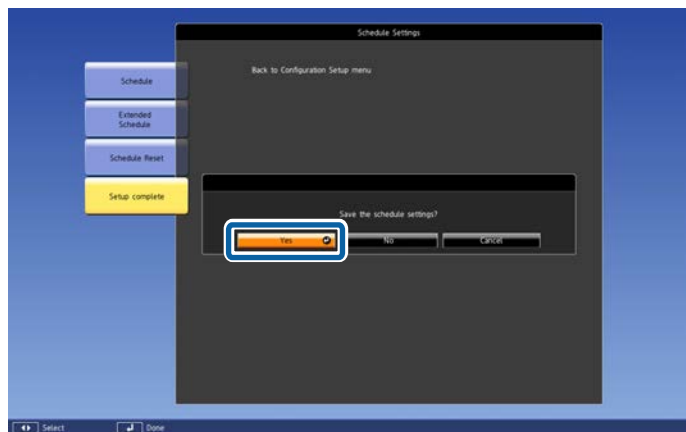 Schedule Settings
Back to Configuration Setup menu
Schedule
Extended
Schedule
Schedule Reset
Setup complete
Save the schedule settings?
Yes No Cancel
Select Done